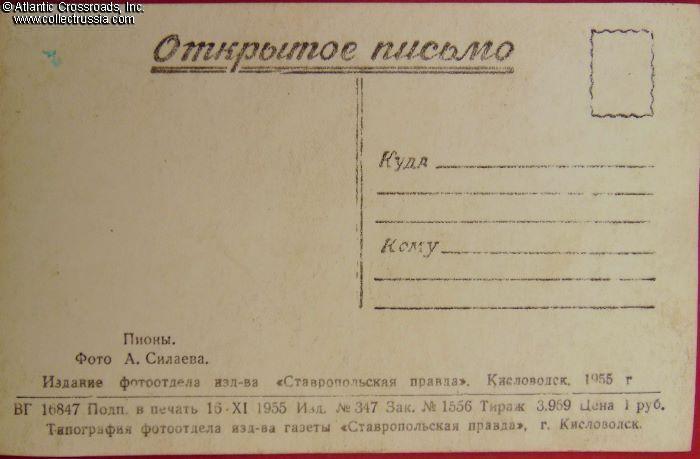 © Atlantic Crossroads, Inc.
www.collectrussia.com
Открытое письмо
Куда
Кому
Пионы.
Фото А. Силаева.
Издание фотоотдела изд-ва «Ставропольская правда». Кисловодск, 1955 г
ВГ 16847 Подп. в печать 16-XI 1955 Изд. № 347 Зак. № 1556 Тираж 3.969 Цена 1 руб.
Типография фотоотдела изд-ва газеты «Ставропольская правда», г. Кисловодск.